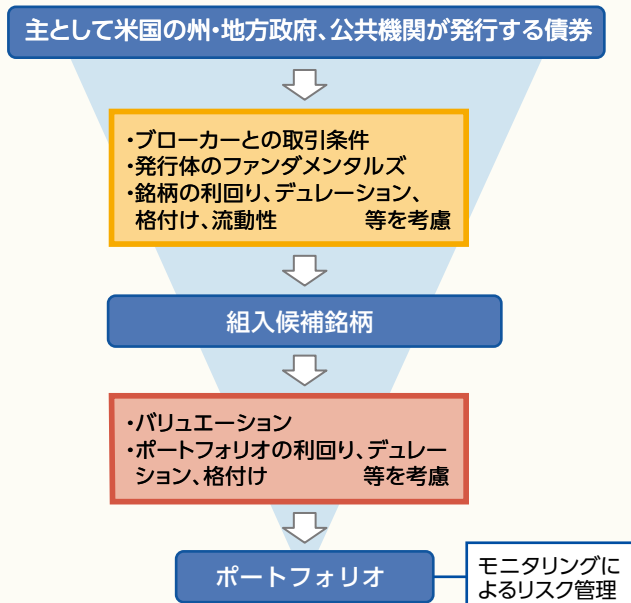 主として米国の州・地方政府、公共機関が発行する債券
・ブローカーとの取引条件
・発行体のファンダメンタルズ
・銘柄の利回り、デュレーション、
格付け、流動性 等を考慮
組入候補銘柄
・バリュエーション
・ポートフォリオの利回り、デュレー
ション、格付け 等を考慮
ポートフォリオ
モニタリングに
よるリスク管理